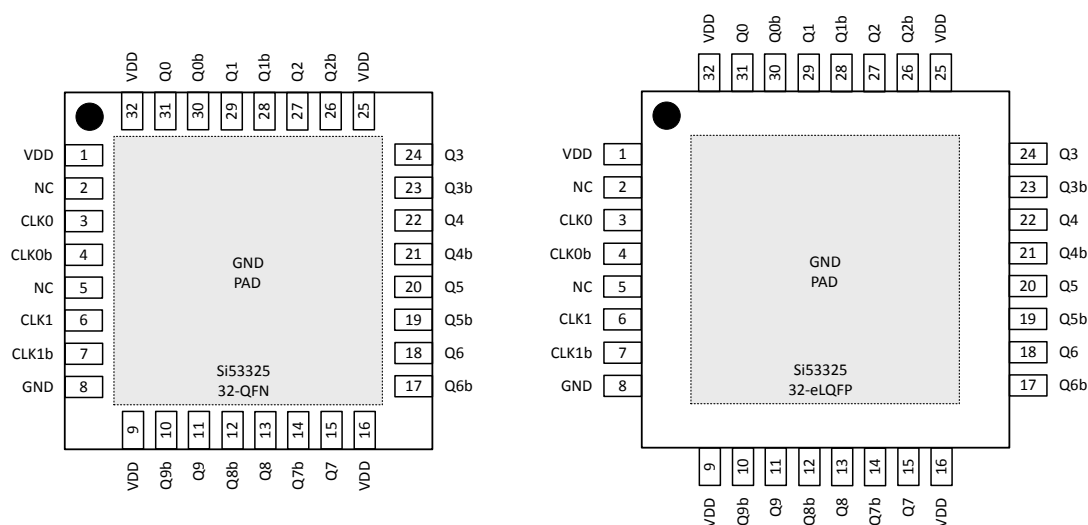 VDD Q0 Q0b Q1 Q1b Q2 Q2b VDD
32 31 30 29 28 27 26 25
VDD 1 24 Q3
NC 2 23 Q3b
CLK0 3 22 Q4
CLK0b 4 21 Q4b
GND
PAD
NC 5 20 Q5
CLK1 6 19 Q5b
CLK1b 7 18 Q6
GND 8 17 Q6b
Si53325
32-QFN
9 10 11 12 13 14 15 16
VDD Q9b Q9 Q8b Q8 Q7b Q7 VDD
VDD Q0 Q0b Q1 Q1b Q2 Q2b VDD
32 31 30 29 28 27 26 25
VDD 1 24 Q3
NC 2 23 Q3b
CLK0 3 22 Q4
CLK0b 4 21 Q4b
GND
PAD
NC 5 20 Q5
CLK1 6 19 Q5b
CLK1b 7 18 Q6
GND 8 17 Q6b
Si53325
32-eLQFP
9 10 11 12 13 14 15 16
VDD Q9b Q9 Q8b Q8 Q7b Q7 VDD